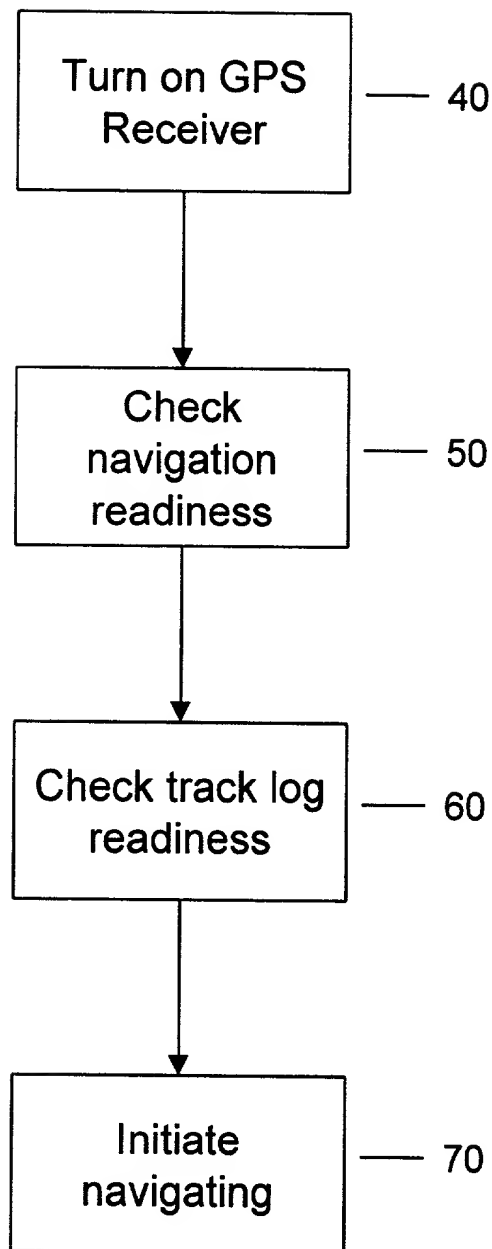 Turn on GPS
Receiver
40
Check
navigation
readiness
50
Check track log
readiness
60
Initiate
navigating
70